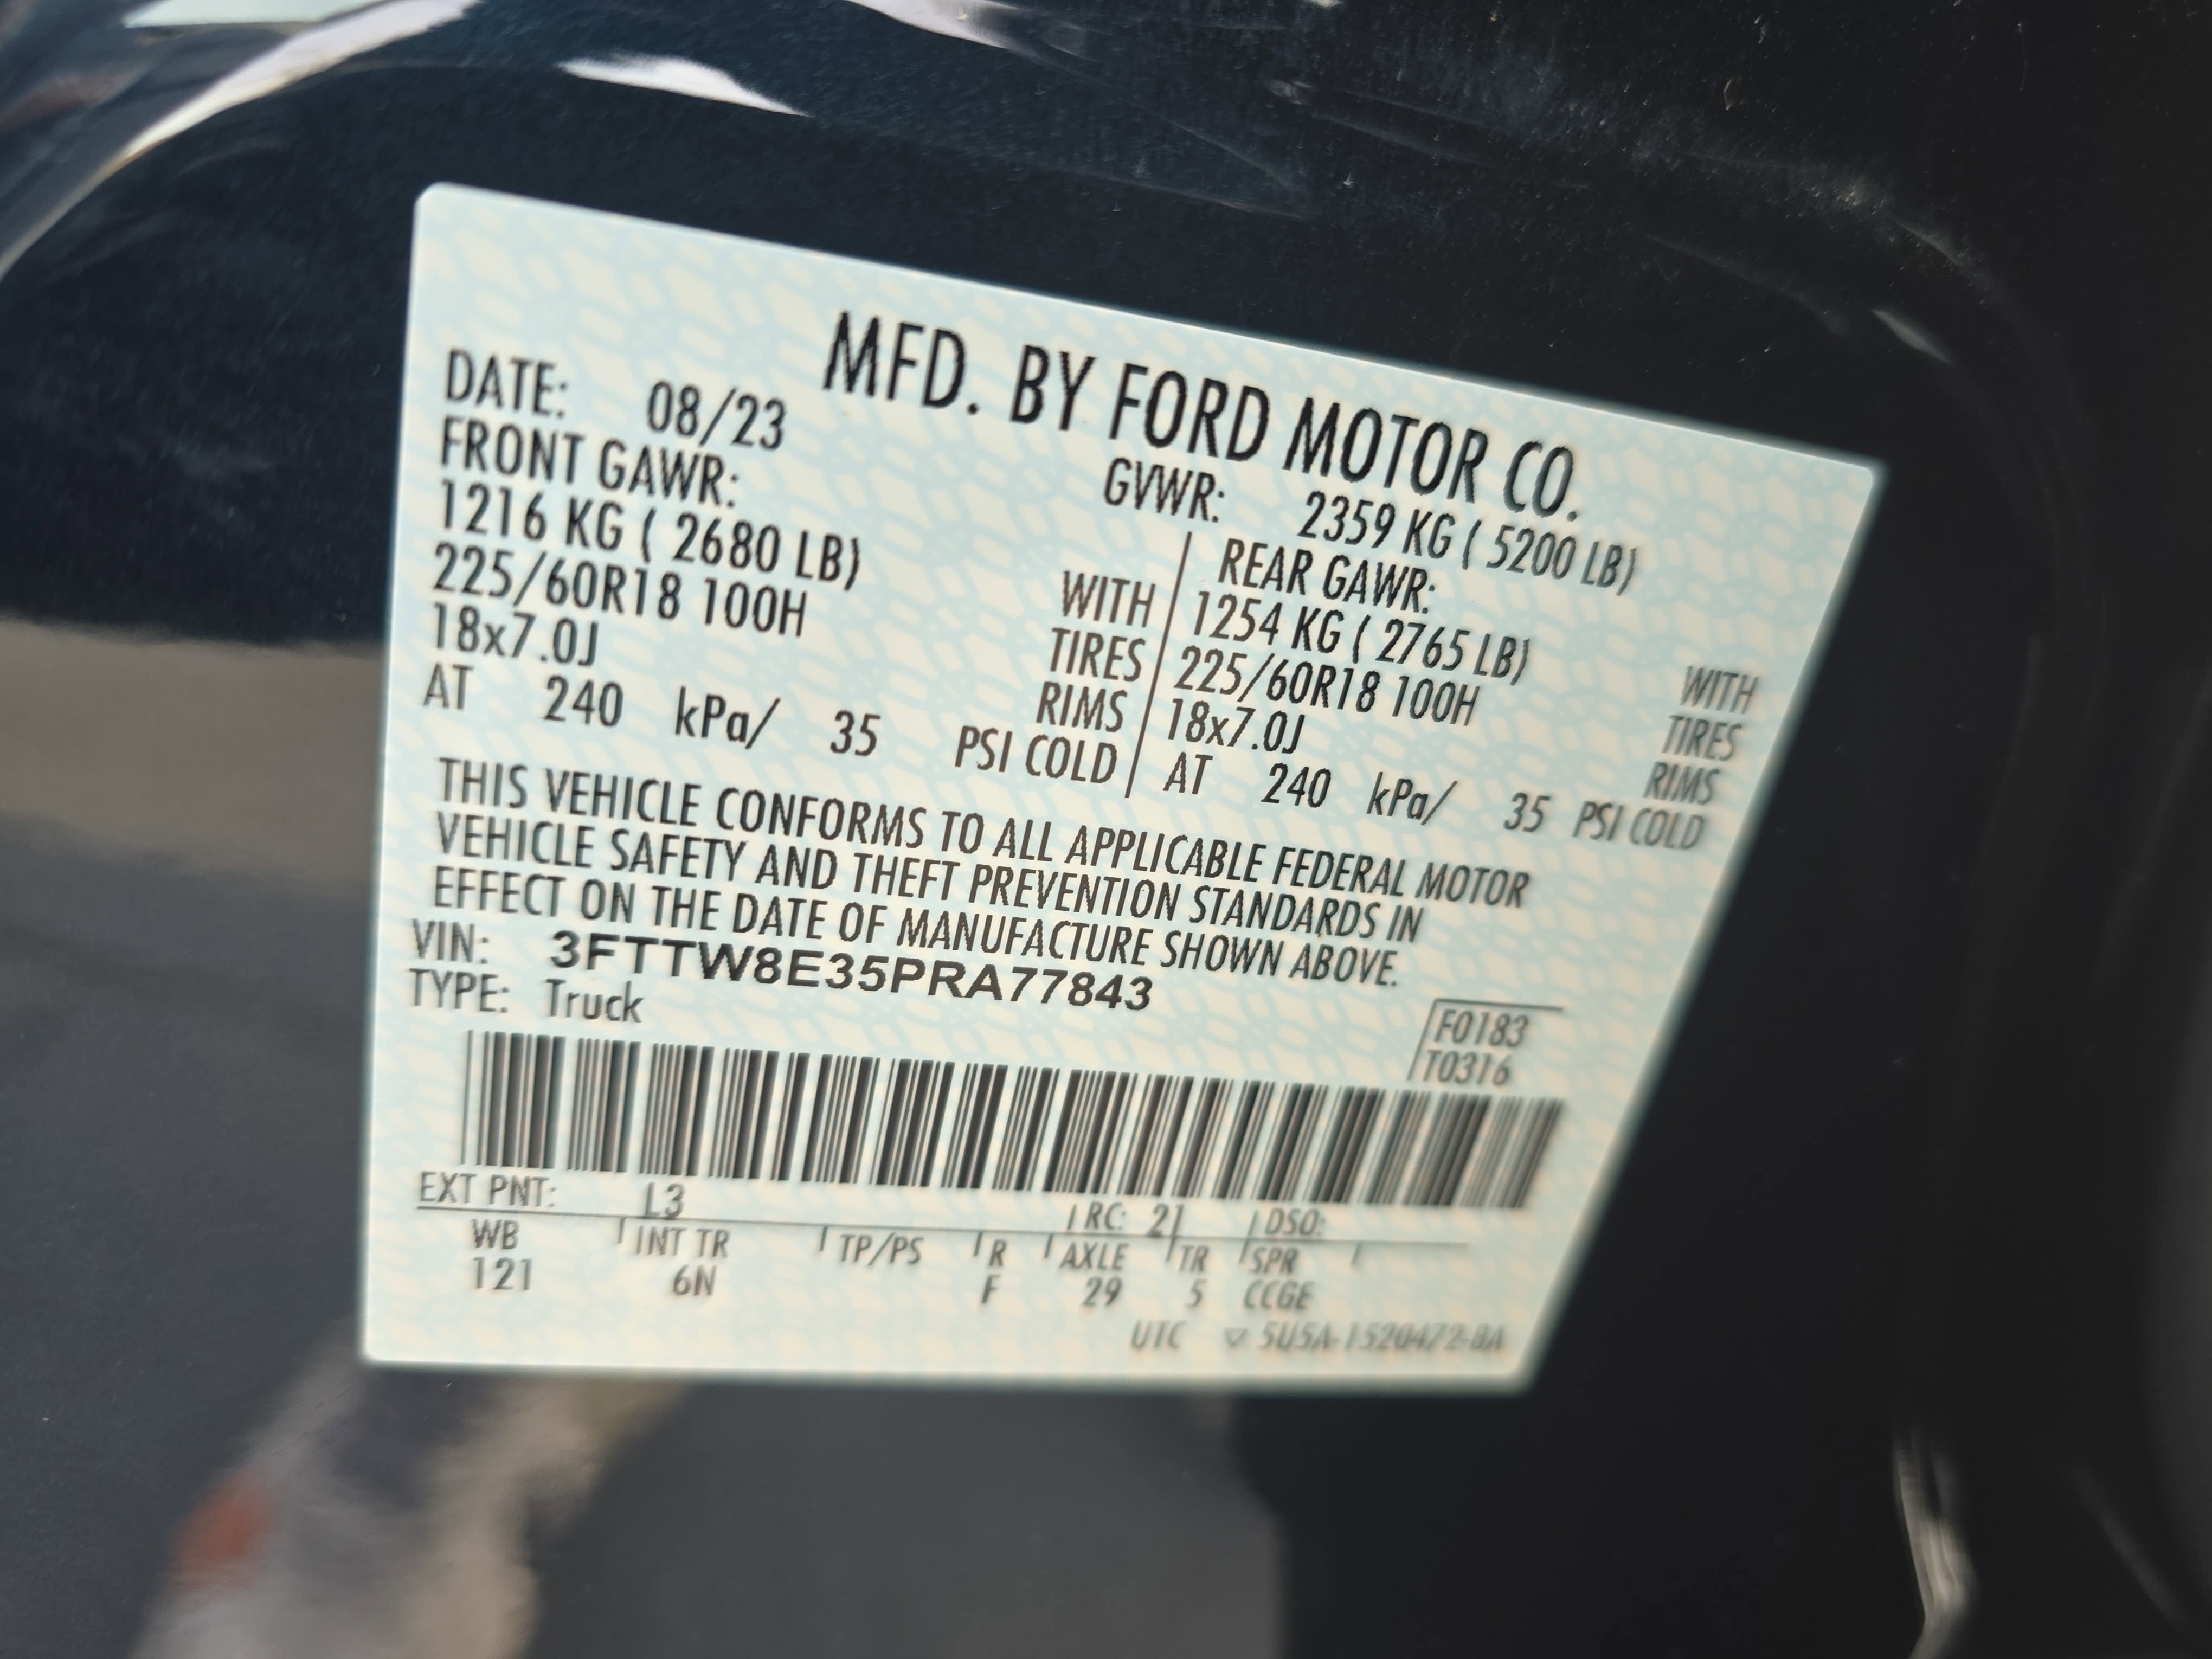 MFD. BY FORD MOTOR CO.
DATE: 08/23 GVWR: 2359 KG ( 5200 LB)
FRONT GAWR: REAR GAWR:
1216 KG ( 2680 LB) WITH 1254 KG ( 2765 LB) WITH
225/60R18 100H TIRES 225/60R18 100H TIRES
18x7.0J RIMS 18x7.0J RIMS
AT 240 kPa/ 35 PSI COLD AT 240 kPa/ 35 PSI COLD
THIS VEHICLE CONFORMS TO ALL APPLICABLE FEDERAL MOTOR
VEHICLE SAFETY AND THEFT PREVENTION STANDARDS IN
EFFECT ON THE DATE OF MANUFACTURE SHOWN ABOVE.
VIN: 3FTTW8E35PRA77843
TYPE: Truck
F0183
T0316
EXT PNT: L3 RC: 21 DSO:
WB INT TR TP/PS R AXLE TR SPR
121 6N F 29 5 CCGE
UTC 5U5A-1520472-BA